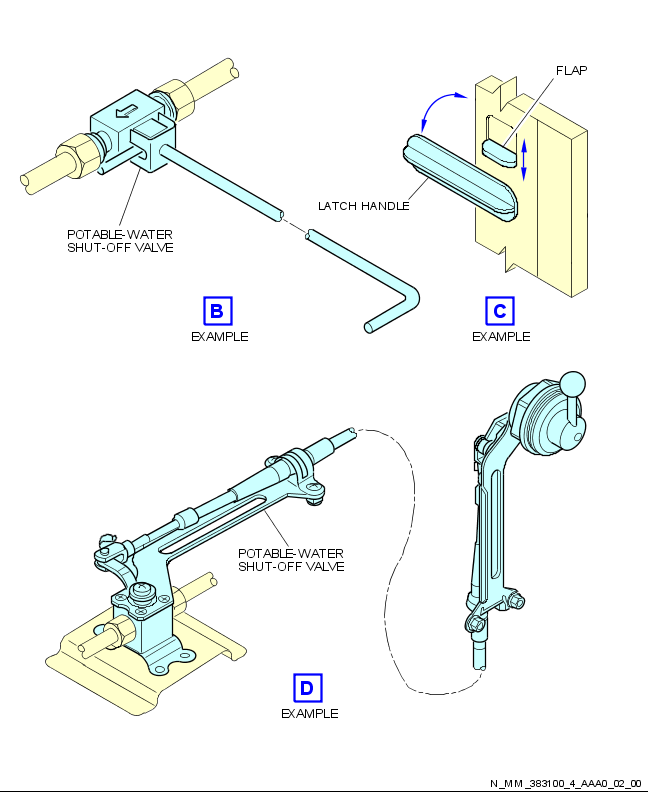 FLAP
LATCH HANDLE
POTABLE-WATER
SHUT-OFF VALVE
B
EXAMPLE
C
EXAMPLE
POTABLE-WATER
SHUT-OFF VALVE
D
EXAMPLE
N_MM_383100_4_AAA0_02_00